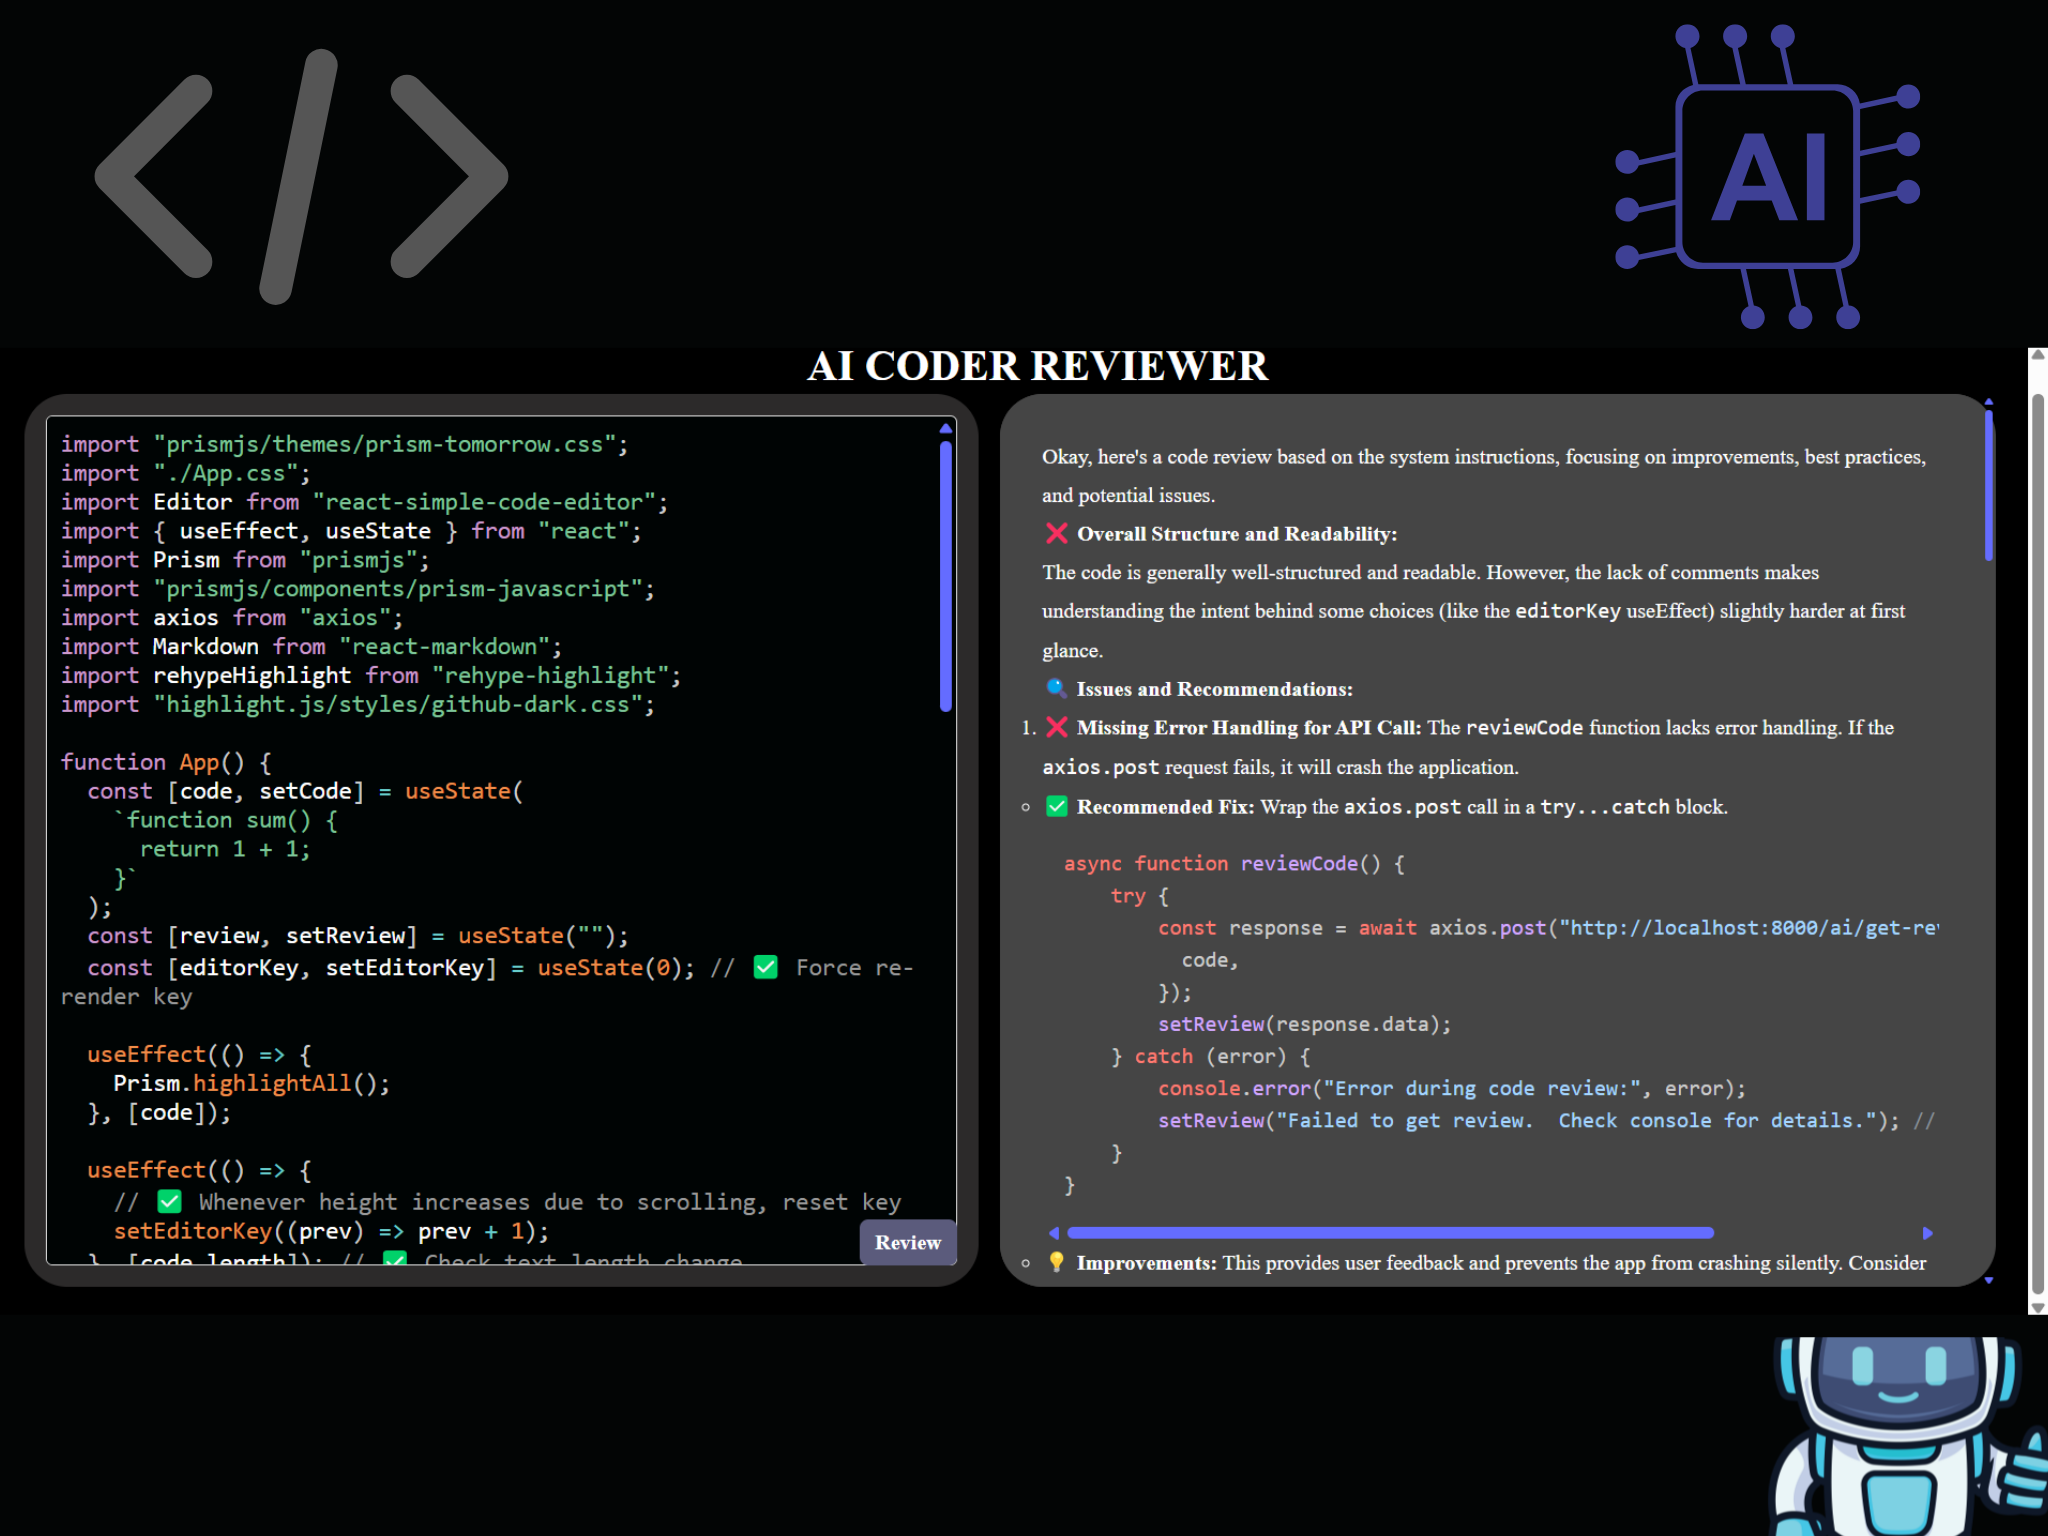 AI
AI CODER REVIEWER
import "prismjs/themes/prism-tomorrow.css";
import "./App.css";
import Editor from "react-simple-code-editor";
import { useEffect, useState } from "react";
import Prism from "prismjs";
import "prismjs/components/prism-javascript";
import axios from "axios";
import Markdown from "react-markdown";
import rehypeHighlight from "rehype-highlight";
import "highlight.js/styles/github-dark.css";
function App() {
const [code, setCode] = useState(
`function sum() {
return 1 + 1;
}`
);
const [review, setReview] = useState("");
const [editorKey, setEditorKey] = useState(0); // ✅ Force re-
render key
useEffect(() => {
Prism.highlightAll();
}, [code]);
useEffect(() => {
// ✅ Whenever height increases due to scrolling, reset key
setEditorKey((prev) => prev + 1);
}, [code.length]); // ✅ Check text length change
Review
Okay, here's a code review based on the system instructions, focusing on improvements, best practices,
and potential issues.
❌ Overall Structure and Readability:
The code is generally well-structured and readable. However, the lack of comments makes
understanding the intent behind some choices (like the editorKey useEffect) slightly harder at first
glance.
🔍 Issues and Recommendations:
1. ❌ Missing Error Handling for API Call: The reviewCode function lacks error handling. If the
axios.post request fails, it will crash the application.
○ ✅ Recommended Fix: Wrap the axios.post call in a try...catch block.
async function reviewCode() {
try {
const response = await axios.post("http://localhost:8000/ai/get-rev
code,
});
setReview(response.data);
} catch (error) {
console.error("Error during code review:", error);
setReview("Failed to get review.  Check console for details."); //
}
}
○ 💡 Improvements: This provides user feedback and prevents the app from crashing silently. Consider